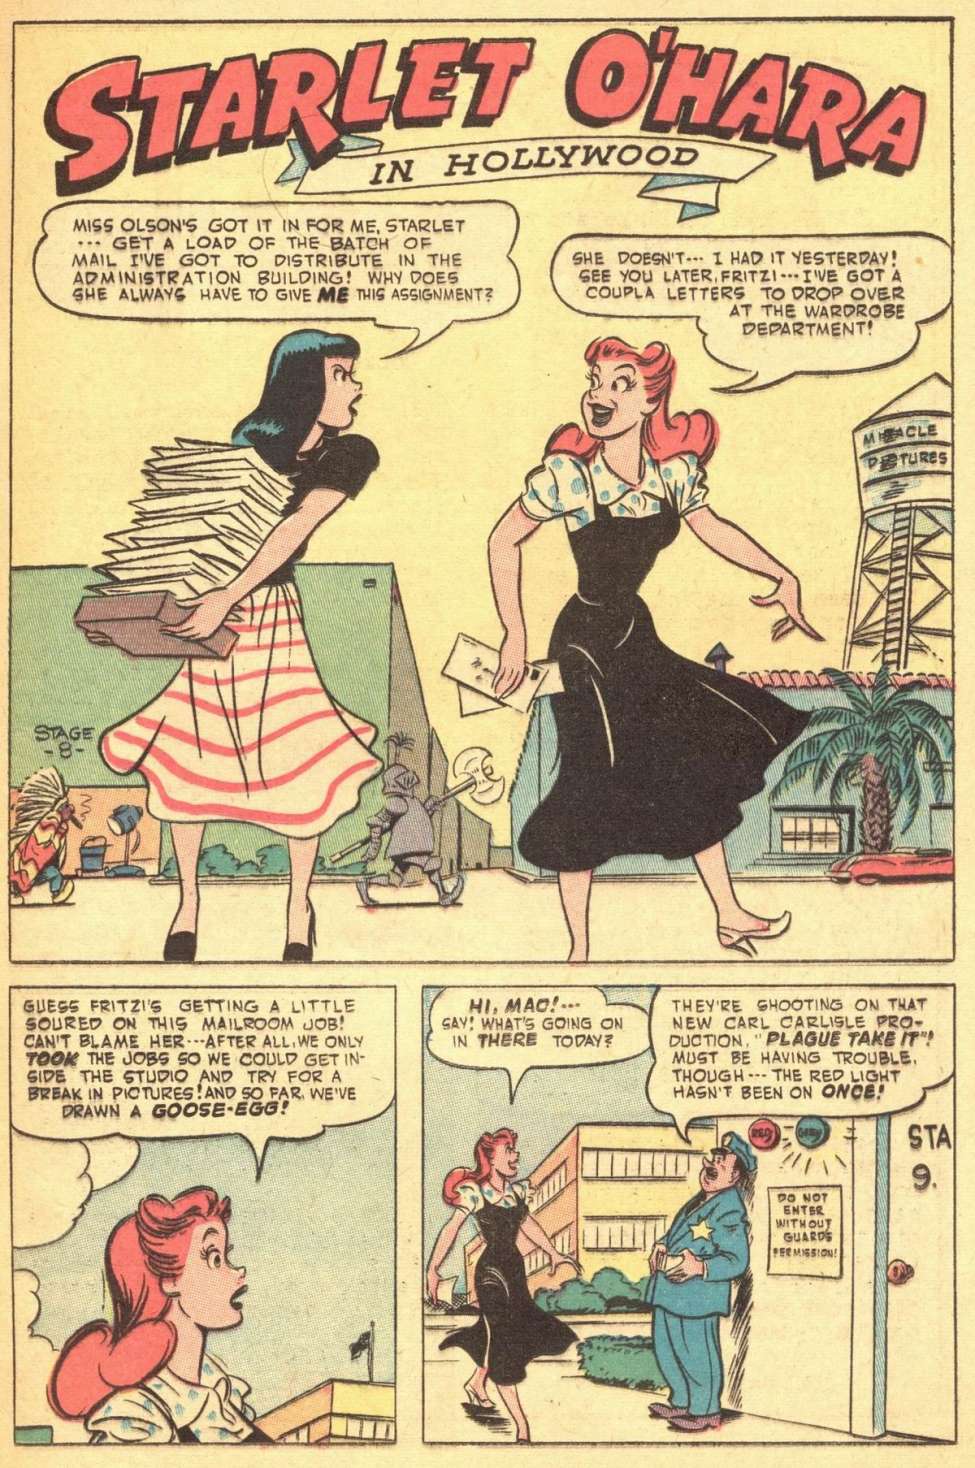 STARLET O'HARA
IN HOLLYWOOD
MISS OLSON'S GOT IT IN FOR ME, STARLET
--- GET A LOAD OF THE BATCH OF
MAIL I'VE GOT TO DISTRIBUTE IN THE
ADMINISTRATION BUILDING! WHY DOES
SHE ALWAYS HAVE TO GIVE ME THIS ASSIGNMENT?
SHE DOESN'T--- I HAD IT YESTERDAY!
SEE YOU LATER, FRITZI --- I'VE GOT A
COUPLA LETTERS TO DROP OVER
AT THE WARDROBE
DEPARTMENT!
MIRACLE
PICTURES
STAGE
-8-
GUESS FRITZI'S GETTING A LITTLE
SOURED ON THIS MAILROOM JOB!
CAN'T BLAME HER---AFTER ALL, WE ONLY
TOOK THE JOBS SO WE COULD GET IN-
SIDE THE STUDIO AND TRY FOR A
BREAK IN PICTURES! AND SO FAR, WE'VE
DRAWN A GOOSE-EGG!
HI, MAC!---
SAY! WHAT'S GOING ON
IN THERE TODAY?
THEY'RE SHOOTING ON THAT
NEW CARL CARLISLE PRO-
DUCTION, "PLAGUE TAKE IT"!
MUST BE HAVING TROUBLE,
THOUGH --- THE RED LIGHT
HASN'T BEEN ON ONCE!
RED
GREEN
STA
9.
DO NOT
ENTER
WITHOUT
GUARDS
PERMISSION!